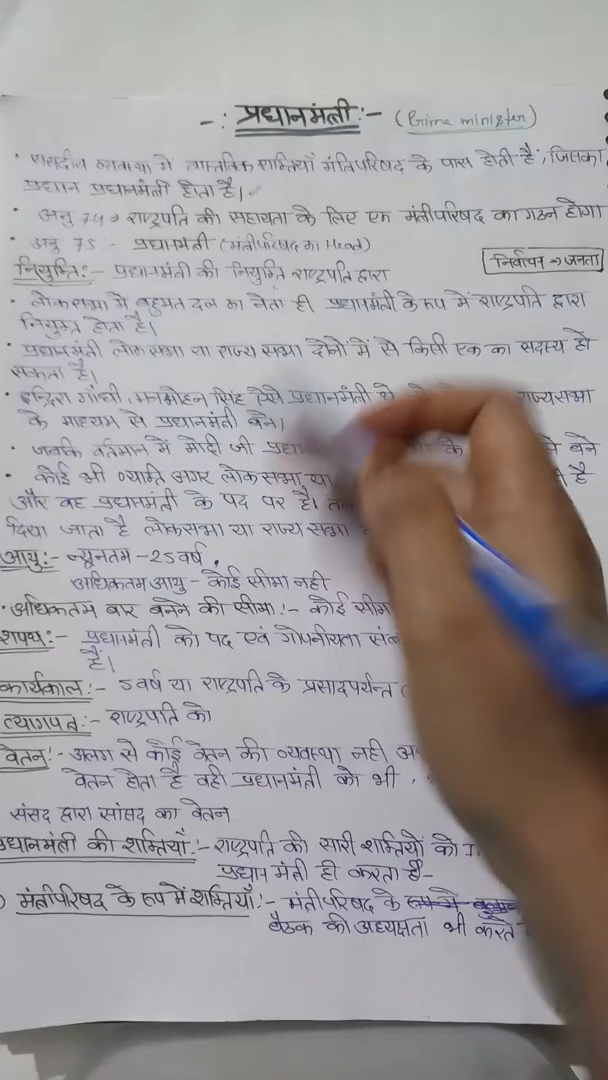 -: प्रधानमंत्री :- (Prime minister)
• संसदीय व्यवस्था में वास्तविक शक्तियाँ मंत्रिपरिषद के पास होती है, जिसका
प्रधान प्रधानमंत्री होता है।
• अनु 74 → राष्ट्रपति की सहायता के लिए एक मंत्रीपरिषद का गठन होगा
• अनु 75 :- प्रधानमंत्री (मंत्रीपरिषद का Head)
निर्वाचन → जनता
नियुक्ति:- प्रधानमंत्री की नियुक्ति राष्ट्रपति द्वारा
• लोकसभा में बहुमत दल का नेता ही प्रधानमंत्री के रूप में राष्ट्रपति द्वारा
नियुक्त होता है।
• प्रधानमंत्री लोकसभा या राज्य सभा दोनों में से किसी एक का सदस्य हो
सकता है।
• इन्दिरा गाँधी, मनमोहन सिंह ऐसे प्रधानमंत्री थे राज्यसभा
के माध्यम से प्रधानमंत्री बने।
• जबकि वर्तमान में मोदी जी के बने
• कोई भी व्यक्ति अगर लोकसभा या है
और वह प्रधानमंत्री के पद पर है।
दिया जाता है लोकसभा या राज्य सभा
आयु:- न्यूनतम - 25 वर्ष,
अधिकतम आयु - कोई सीमा नही
• अधिकतम बार बनने की सीमा :- कोई सीमा
शपथ:- प्रधानमंत्री को पद एवं गोपनीयता
है।
कार्यकाल:- 5 वर्ष या राष्ट्रपति के प्रसादपर्यन्त
त्यागपत्र:- राष्ट्रपति को
वेतन:- अलग से कोई वेतन की व्यवस्था नही
वेतन होता है वही प्रधानमंत्री को भी,
संसद द्वारा सांसद का वेतन
प्रधानमंत्री की शक्तियाँ:- राष्ट्रपति की सारी शक्तियों को
प्रधान मंत्री ही करता है-
मंत्रीपरिषद के रूप में शक्तियाँ:- मंत्रीपरिषद के
बैठक की अध्यक्षता भी करते